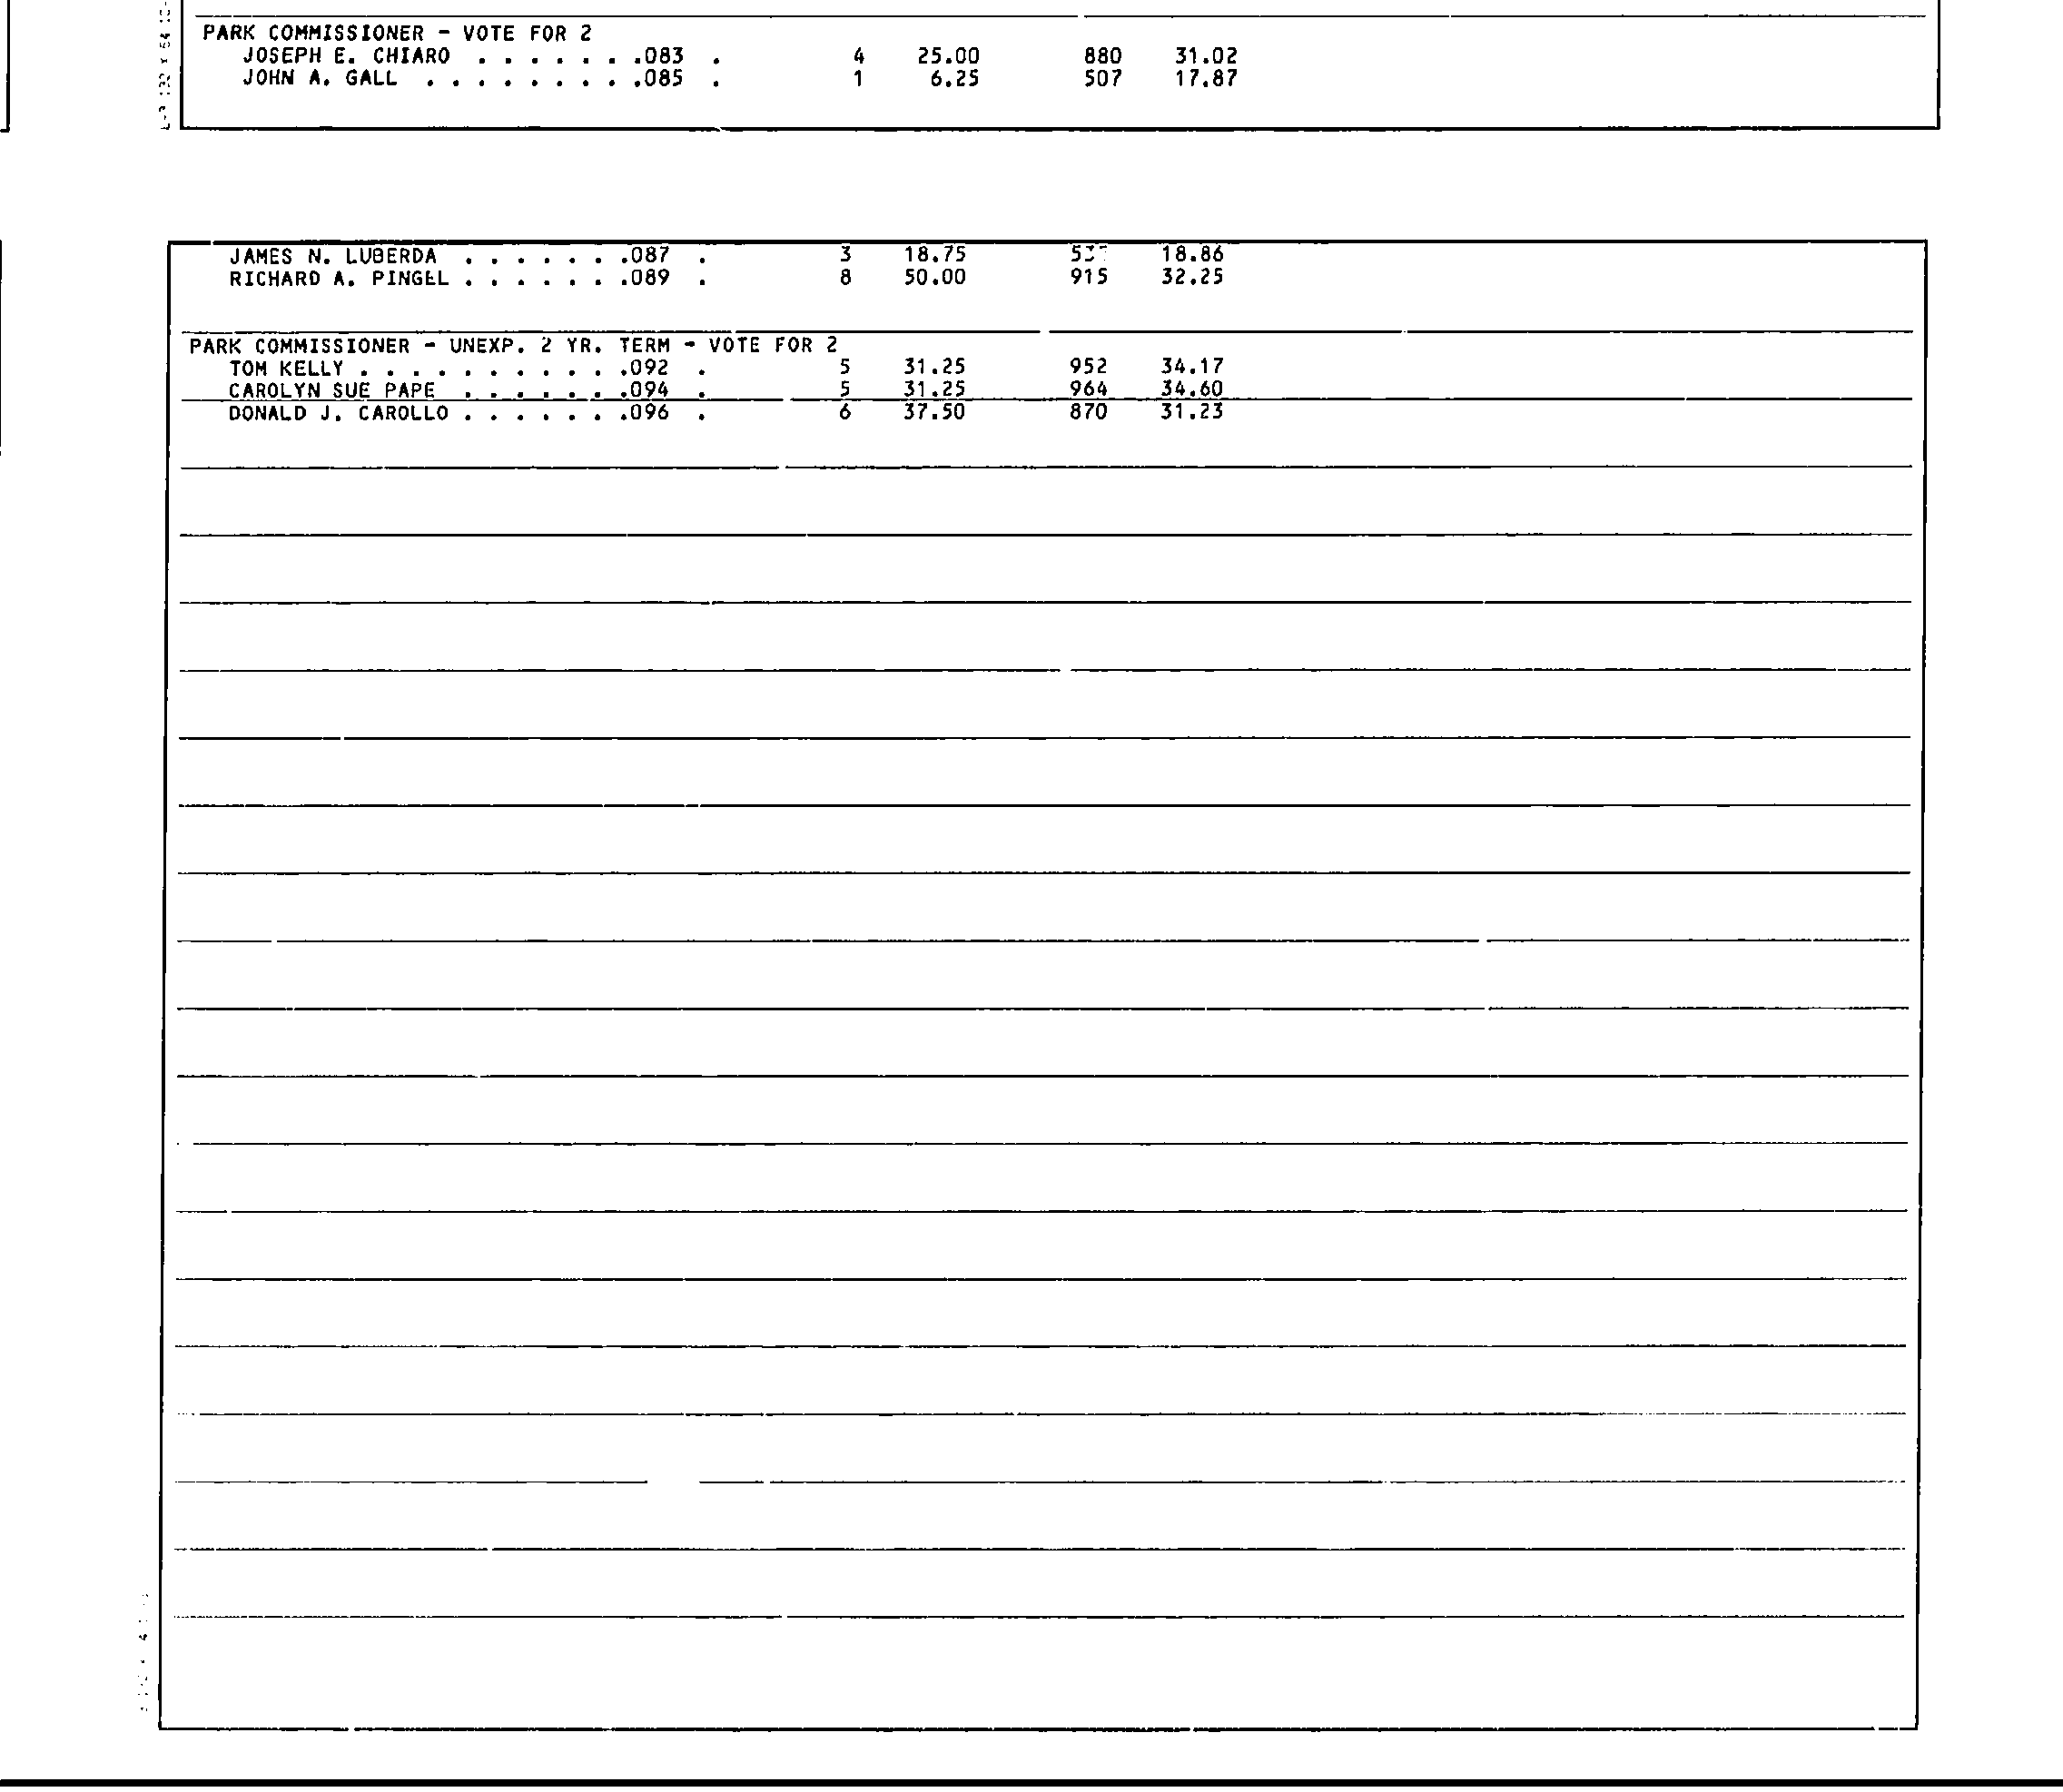 PARK COMMISSIONER - VOTE FOR 2
JOSEPH E. CHIARO . . . . . . .083 . 4 25.00 880 31.02
JOHN A. GALL . . . . . . . . .085 . 1 6.25 507 17.87
JAMES N. LUBERDA . . . . . . .087 . 3 18.75 18.86
RICHARD A. PINGEL . . . . . . .089 . 8 50.00 915 32.25
PARK COMMISSIONER - UNEXP. 2 YR. TERM - VOTE FOR 2
TOM KELLY . . . . . . . . . . .092 . 5 31.25 952 34.17
CAROLYN SUE PAPE . . . . . . .094 . 5 31.25 964 34.60
DONALD J. CAROLLO . . . . . . .096 . 6 37.50 870 31.23